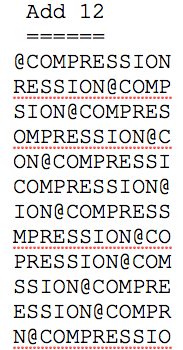 Add 12
======
@COMPRESSION
RESSION@COMP
SION@COMPRES
OMPRESSION@C
ON@COMPRESSI
COMPRESSION@
ION@COMPRESS
MPRESSION@CO
PRESSION@COM
SSION@COMPRE
ESSION@COMPR
N@COMPRESSIO